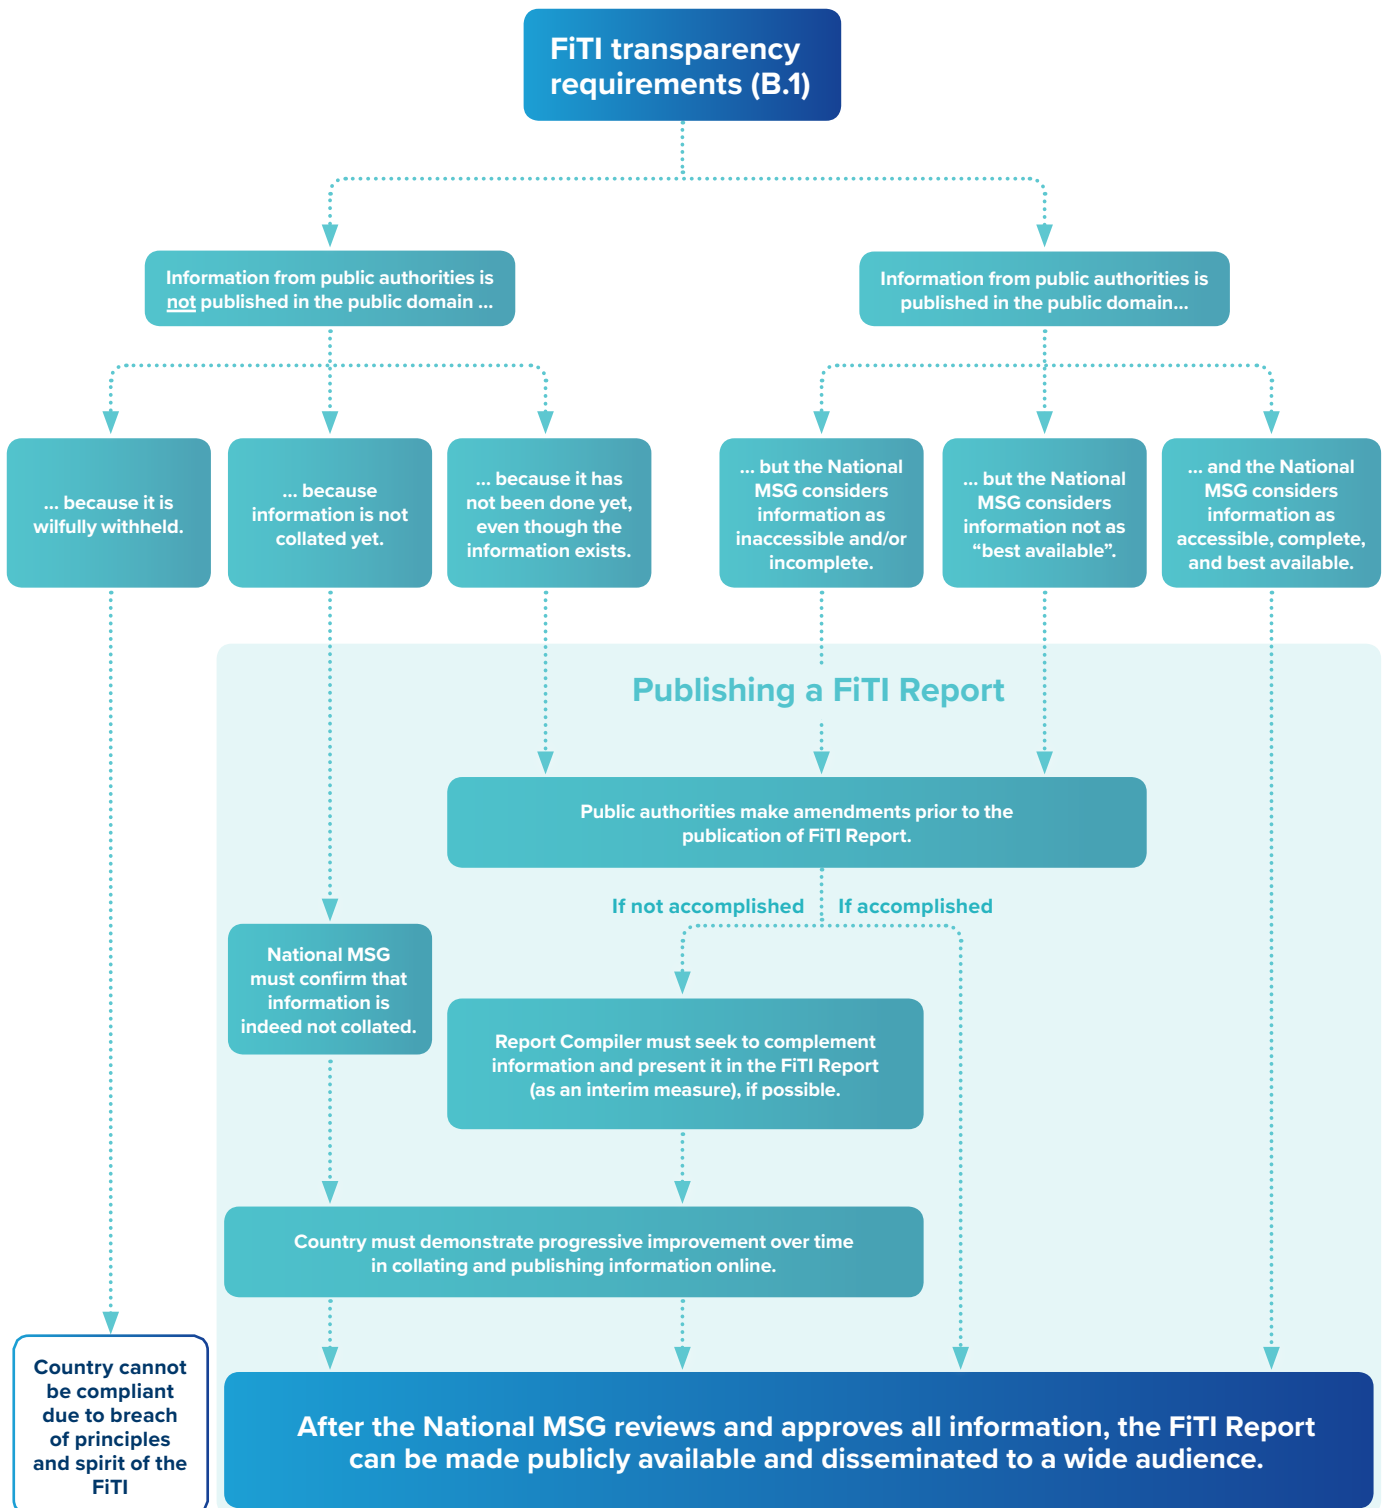 FiTI transparency
requirements (B.1)
Information from public authorities is
not published in the public domain ...
Information from public authorities is
published in the public domain...
... because it is
wilfully withheld.
... because
information is not
collated yet.
... because it has
not been done yet,
even though the
information exists.
... but the National
MSG considers
information as
inaccessible and/or
incomplete.
... but the National
MSG considers
information not as
“best available”.
... and the National
MSG considers
information as
accessible, complete,
and best available.
Publishing a FiTI Report
Public authorities make amendments prior to the
publication of FiTI Report.
If not accomplished
If accomplished
National MSG
must confirm that
information is
indeed not collated.
Report Compiler must seek to complement
information and present it in the FiTI Report
(as an interim measure), if possible.
Country must demonstrate progressive improvement over time
in collating and publishing information online.
Country cannot
be compliant
due to breach
of principles
and spirit of the
FiTI
After the National MSG reviews and approves all information, the FiTI Report
can be made publicly available and disseminated to a wide audience.